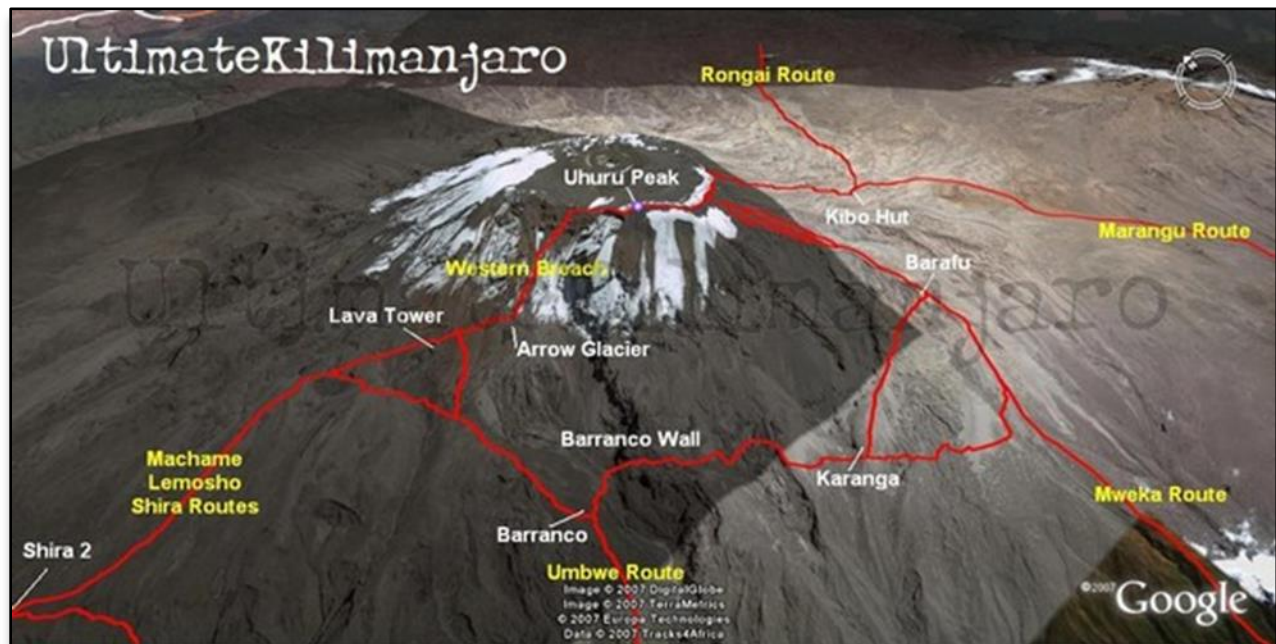 UltimateKilimanjaro
Rongai Route
Uhuru Peak
Kibo Hut
Marangu Route
Western Breach
Barafu
UltimateKilimanjaro
Lava Tower
Arrow Glacier
Barranco Wall
Machame
Lemosho
Shira Routes
Karanga
Mweka Route
Barranco
Shira 2
Umbwe Route
Image © 2007 DigitalGlobe
Image © 2007 TerraMetrics
© 2007 Europa Technologies
Data © 2007 Tracks4Africa
©2007 Google